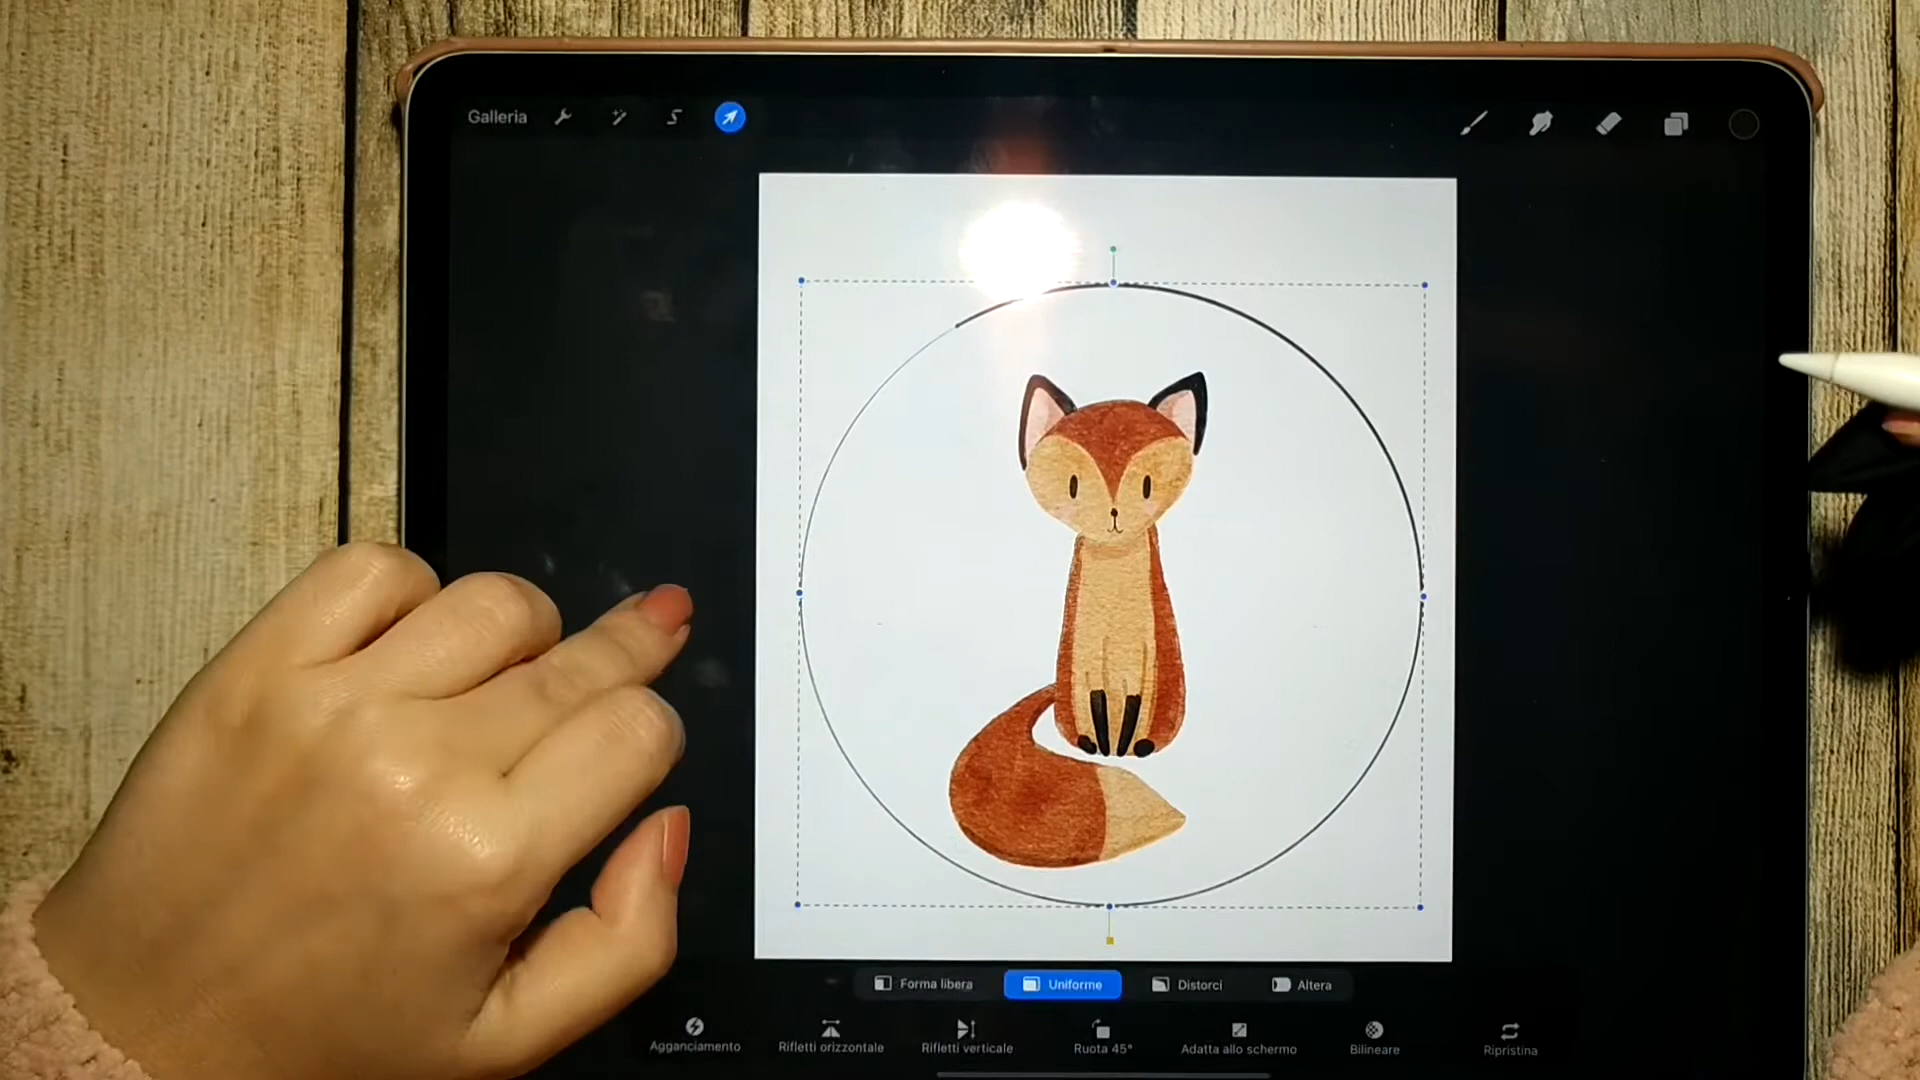 Galleria
Forma libera
Uniforme
Distorci
Altera
Agganciamento
Rifletti orizzontale
Rifletti verticale
Ruota 45°
Adatta allo schermo
Bilineare
Ripristina